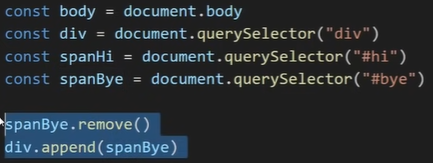 const body = document.body
const div = document.querySelector("div")
const spanHi = document.querySelector("#hi")
const spanBye = document.querySelector("#bye")
spanBye.remove()
div.append(spanBye)